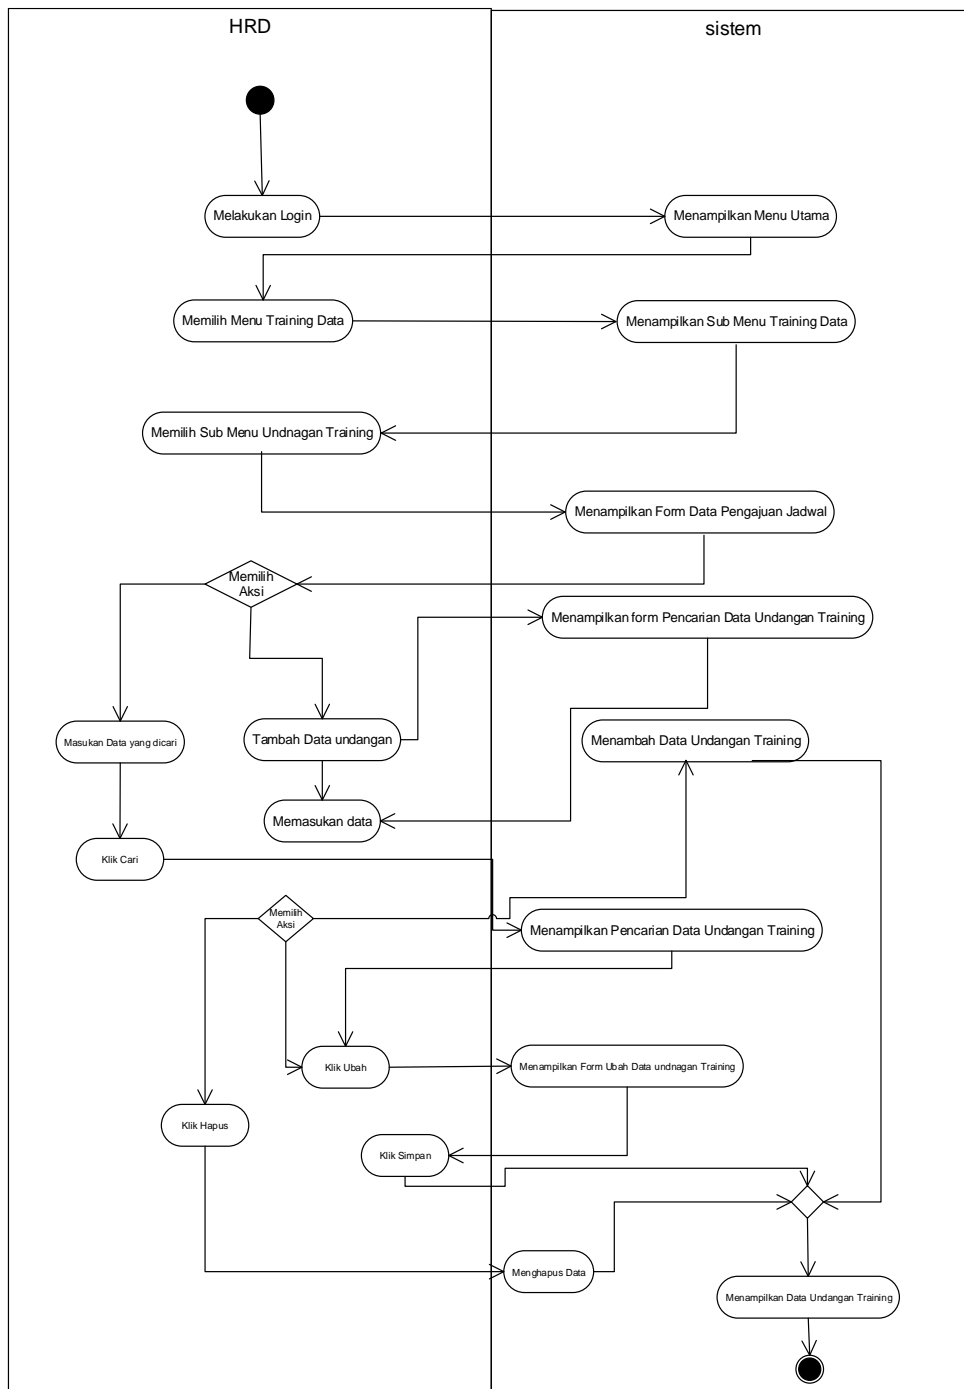 HRD
sistem
Melakukan Login
Menampilkan Menu Utama
Memilih Menu Training Data
Menampilkan Sub Menu Training Data
Memilih Sub Menu Undnagan Training
Menampilkan Form Data Pengajuan Jadwal
Memilih
Aksi
Menampilkan form Pencarian Data Undangan Training
Masukan Data yang dicari
Tambah Data undangan
Menambah Data Undangan Training
Memasukan data
Klik Cari
Memilih
Aksi
Menampilkan Pencarian Data Undangan Training
Klik Ubah
Menampilkan Form Ubah Data undnagan Training
Klik Hapus
Klik Simpan
Menghapus Data
Menampilkan Data Undangan Training